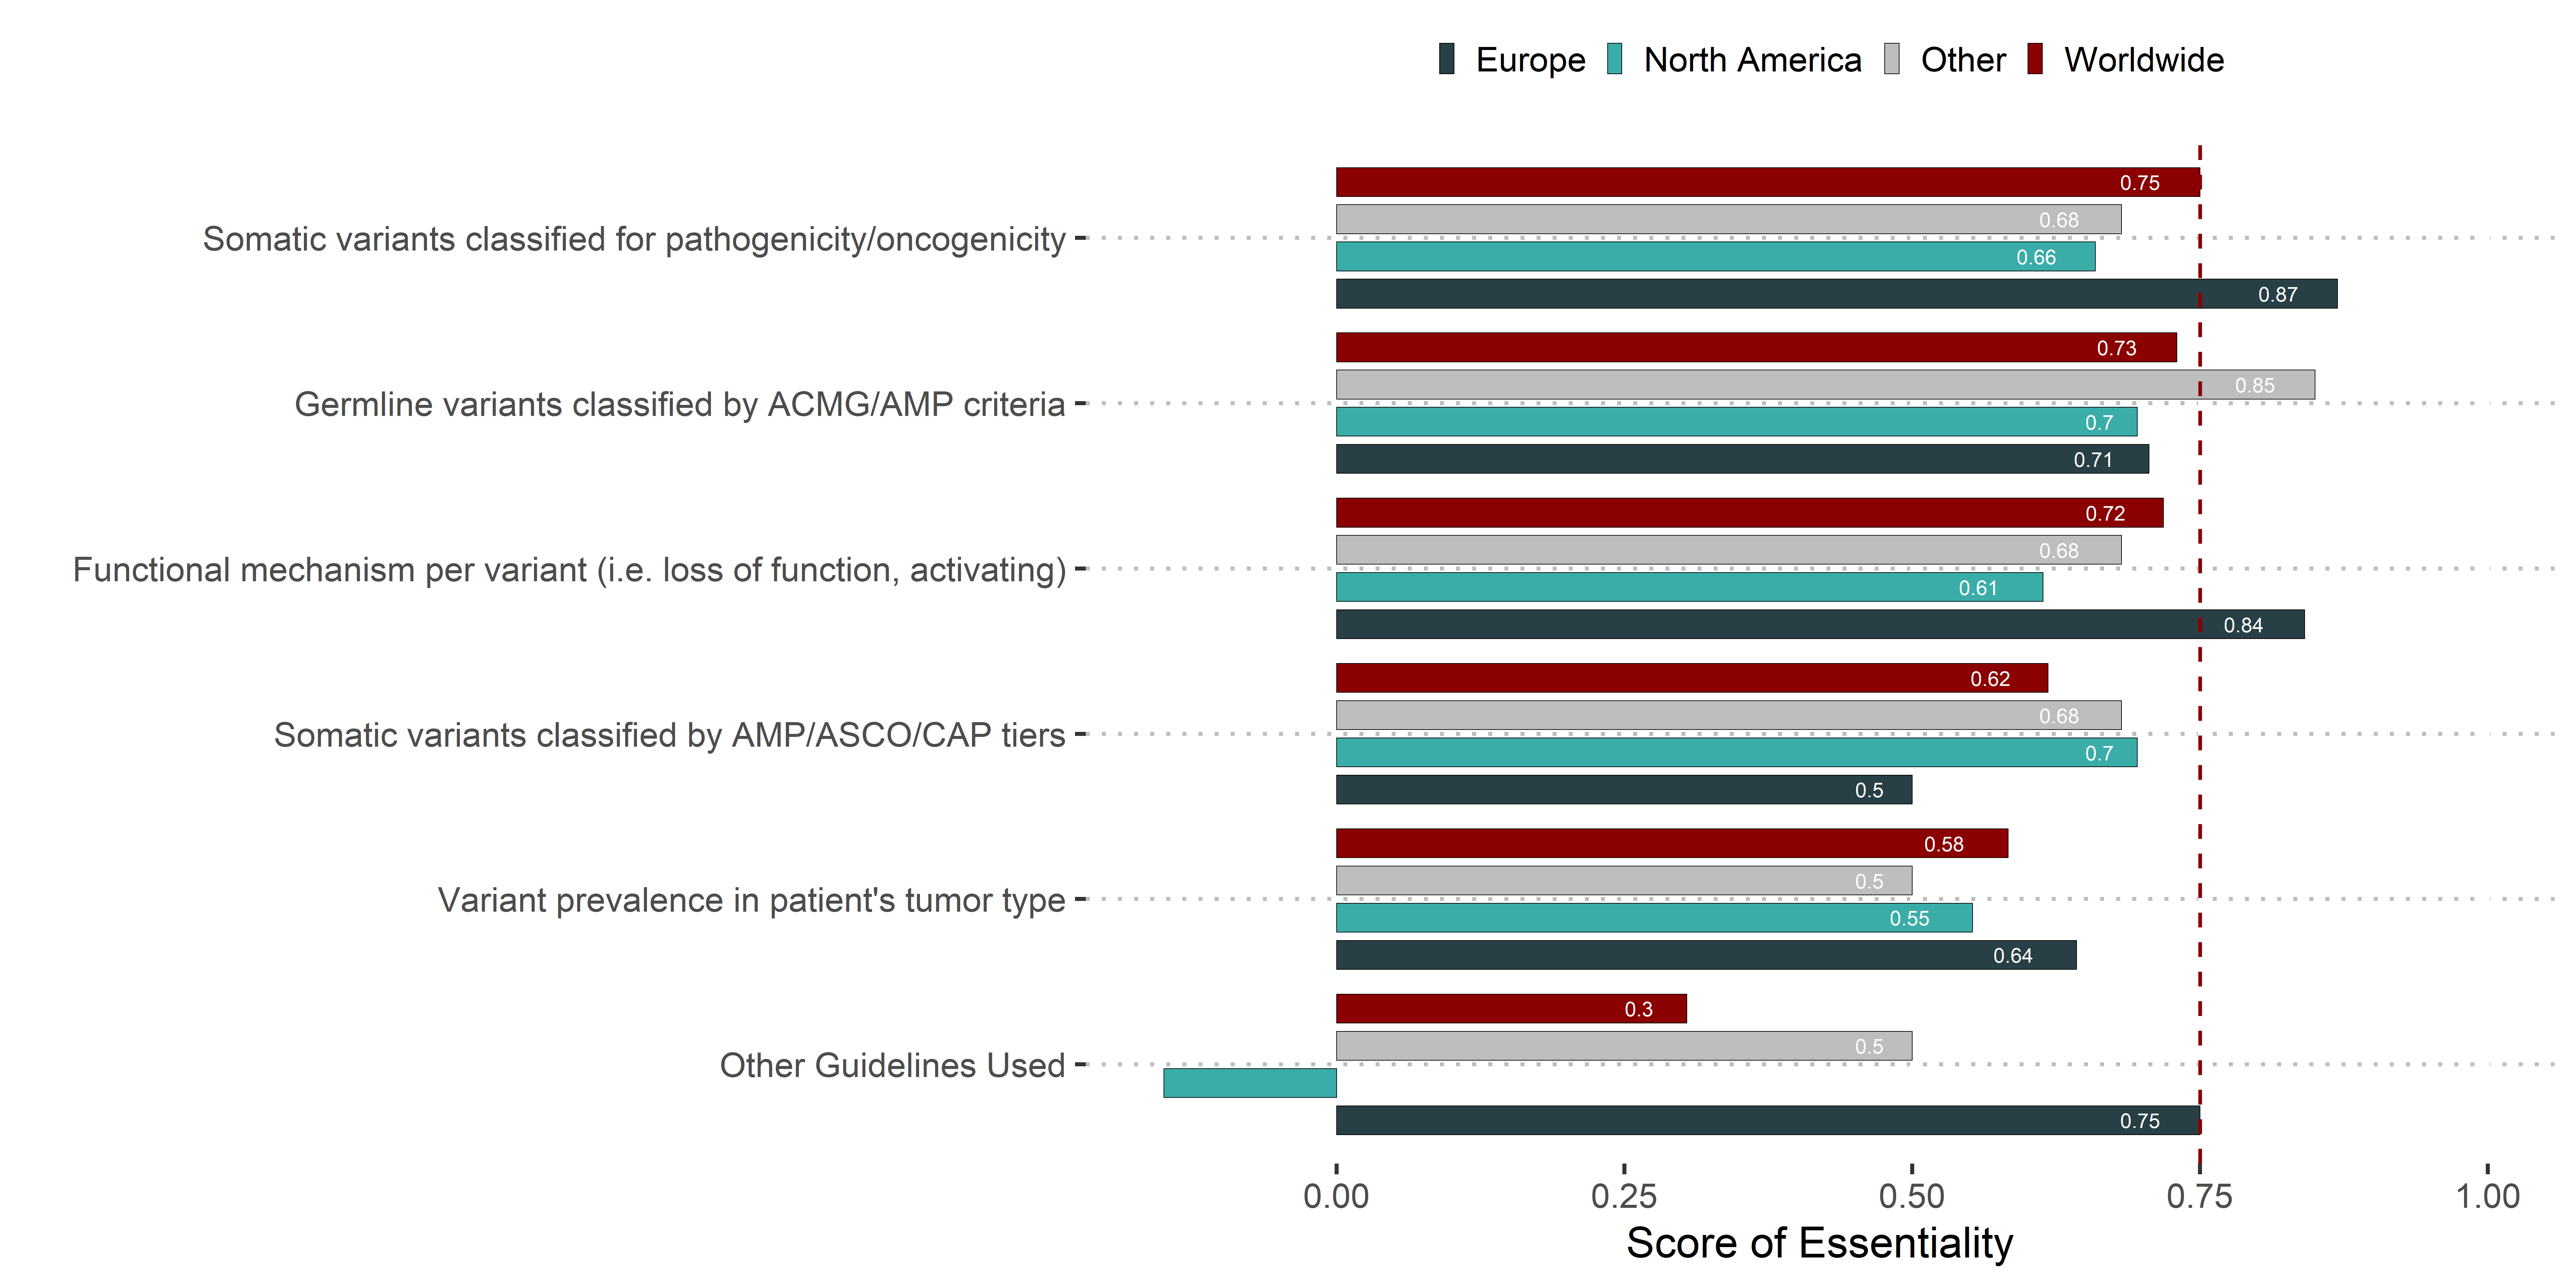 Europe North America Other Worldwide
0.75
0.68
Somatic variants classified for pathogenicity/oncogenicity
0.66
0.87
0.73
0.85
Germline variants classified by ACMG/AMP criteria
0.7
0.71
0.72
0.68
Functional mechanism per variant (i.e. loss of function, activating)
0.61
0.84
0.62
0.68
Somatic variants classified by AMP/ASCO/CAP tiers
0.7
0.5
0.58
0.5
Variant prevalence in patient's tumor type
0.55
0.64
0.3
0.5
Other Guidelines Used
0.75
0.00 0.25 0.50 0.75 1.00
Score of Essentiality